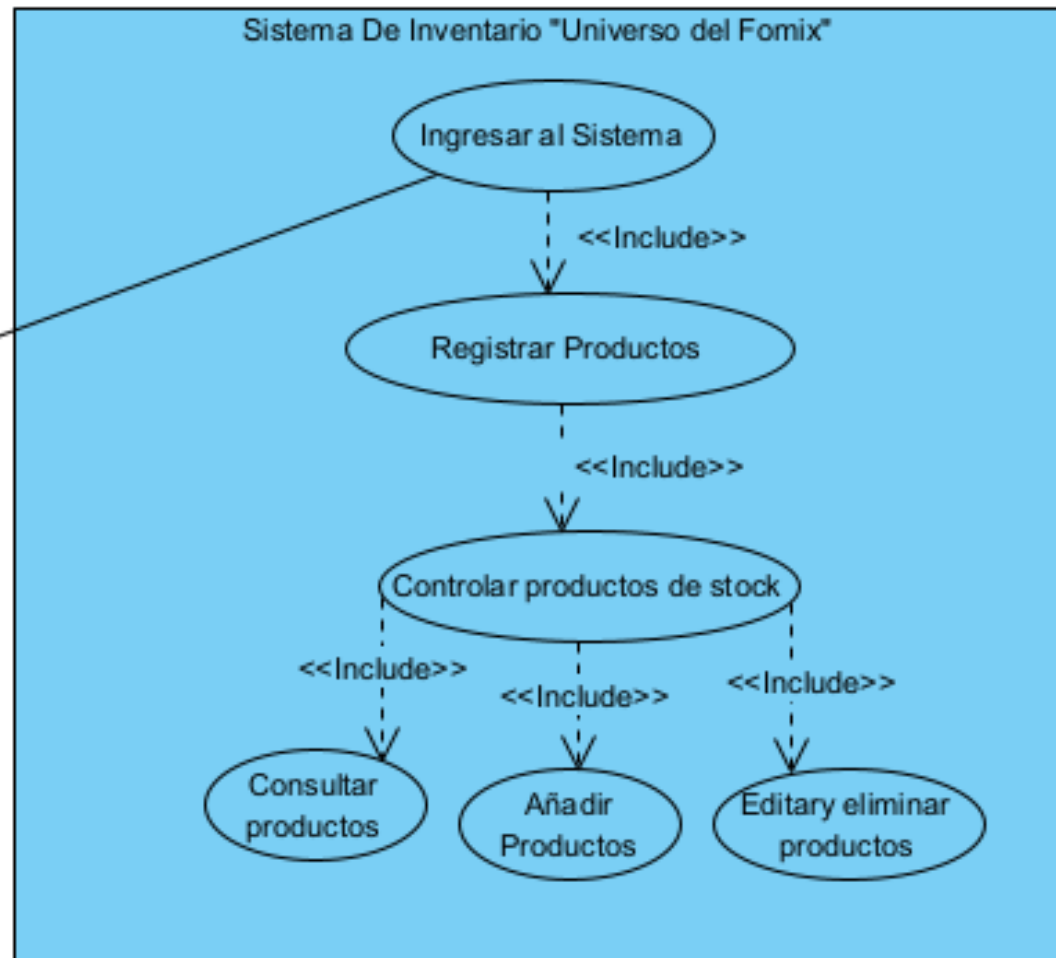 Sistema De Inventario "Universo del Fomix"
Ingresar al Sistema
<<Include>>
Registrar Productos
<<Include>>
Controlar productos de stock
<<Include>>
<<Include>>
<<Include>>
Consultar
productos
Añadir
Productos
Editary eliminar
productos